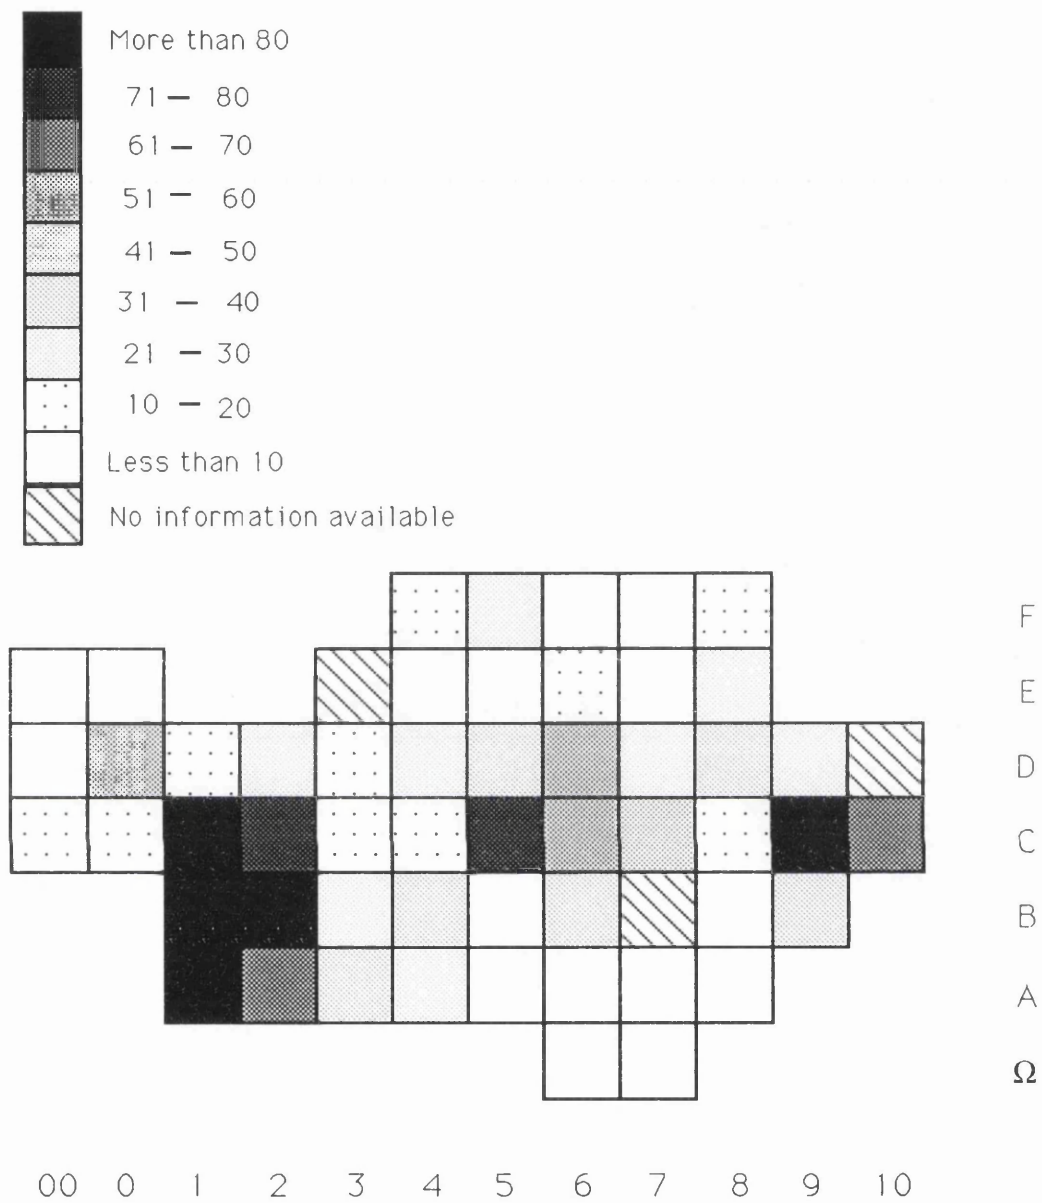 More than 80
71 — 80
61 — 70
51 — 60
41 — 50
31 — 40
21 — 30
10 — 20
Less than 10
No information available
F
E
D
C
B
A
Ω
00 0 1 2 3 4 5 6 7 8 9 10